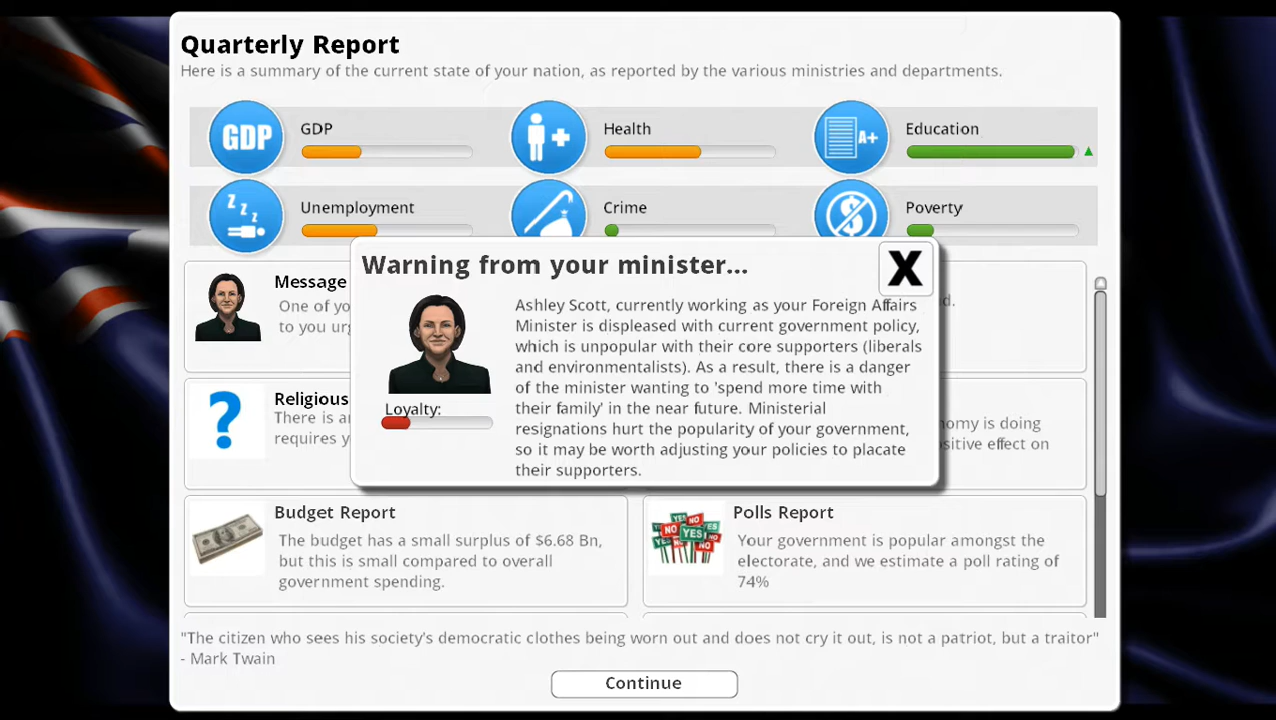 Quarterly Report
Here is a summary of the current state of your nation, as reported by the various ministries and departments.
GDP
GDP
Health
A+
Education
Z Z Z
Unemployment
Crime
$
Poverty
Message
One of yo
to you urg
d.
Warning from your minister...
X
Ashley Scott, currently working as your Foreign Affairs
Minister is displeased with current government policy,
which is unpopular with their core supporters (liberals
and environmentalists). As a result, there is a danger
of the minister wanting to 'spend more time with
their family' in the near future. Ministerial
resignations hurt the popularity of your government,
so it may be worth adjusting your policies to placate
their supporters.
Loyalty:
?
Religious
There is an
requires y
nomy is doing
sitive effect on
Budget Report
The budget has a small surplus of $6.68 Bn,
but this is small compared to overall
government spending.
YES
NO
YES
NO
YES
NO
Polls Report
Your government is popular amongst the
electorate, and we estimate a poll rating of
74%
"The citizen who sees his society's democratic clothes being worn out and does not cry it out, is not a patriot, but a traitor"
- Mark Twain
Continue